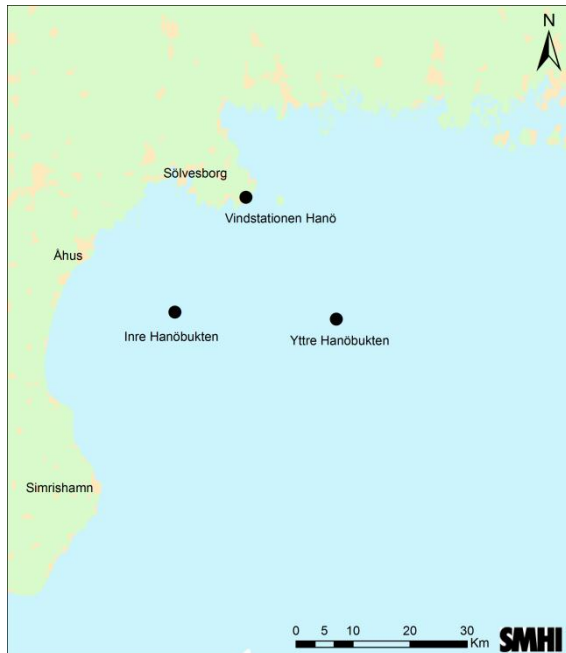 N
Sölvesborg
Vindstationen Hanö
Åhus
Inre Hanöbukten
Yttre Hanöbukten
Simrishamn
0 5 10 20 30
Km
SMHI